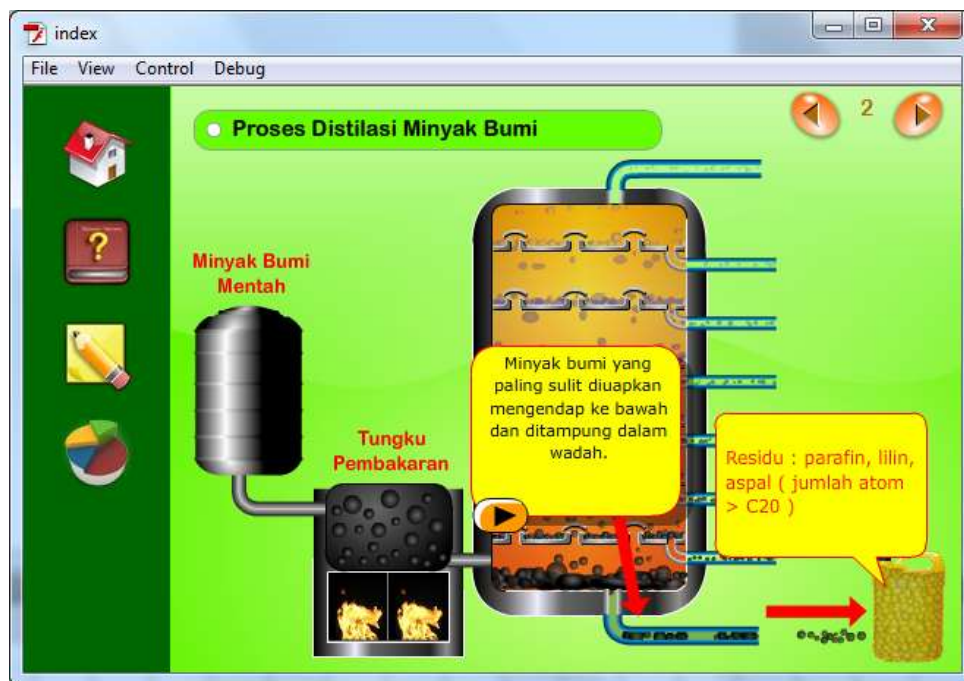 index
File View Control Debug
Proses Distilasi Minyak Bumi
2
Minyak Bumi
Mentah
Tungku
Pembakaran
Minyak bumi yang
paling sulit diuapkan
mengendap ke bawah
dan ditampung dalam
wadah.
Residu : parafin, lilin,
aspal ( jumlah atom
> C20 )